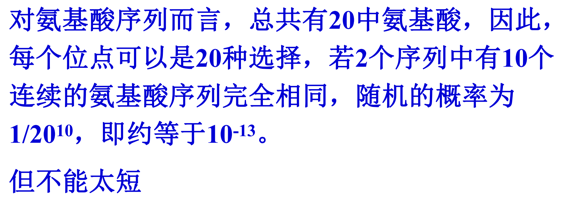 对氨基酸序列而言，总共有20中氨基酸，因此，
每个位点可以是20种选择，若2个序列中有10个
连续的氨基酸序列完全相同，随机的概率为
1/20¹⁰，即约等于10⁻¹³。
但不能太短